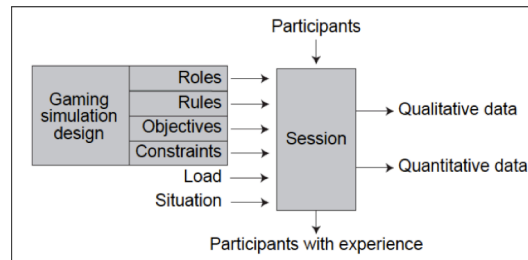 Participants
Gaming
simulation
design
Roles
Rules
Objectives
Constraints
Load
Situation
Session
Qualitative data
Quantitative data
Participants with experience